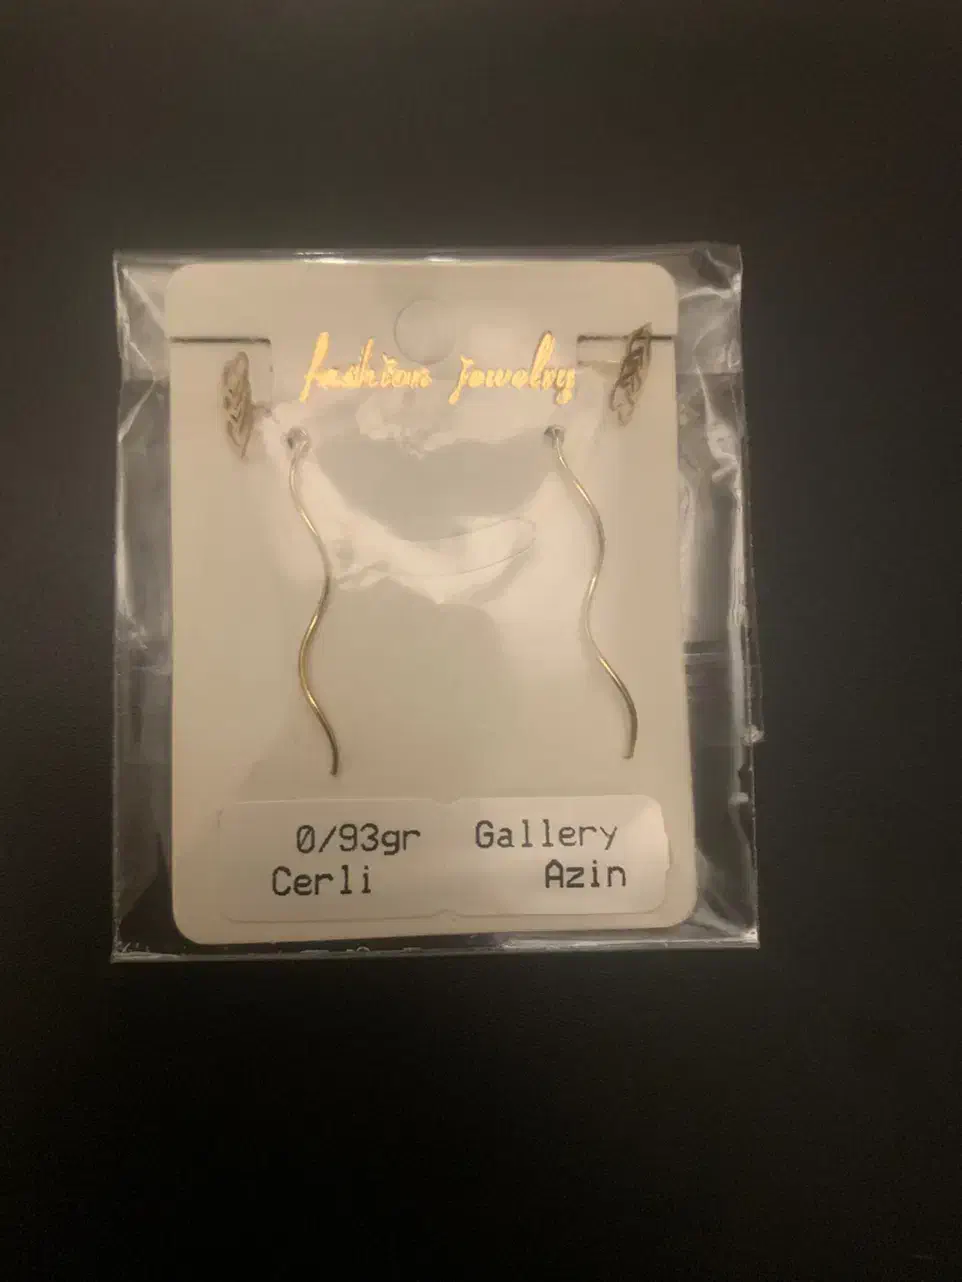 fashion jewelry
0/93gr Gallery
Cerli Azin